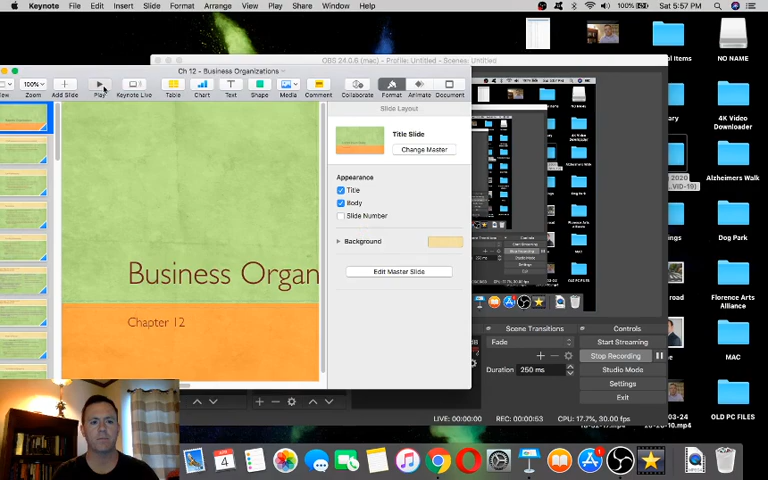 Keynote File Edit Insert Slide Format Arrange View Play Share Window Help
100% Sat 5:57 PM
OBS 24.0.6 (mac) - Profile: Untitled - Scenes: Untitled
Ch 12 - Business Organizations
100%
Zoom
Add Slide
Play
Keynote Live
Table
Chart
Text
Shape
Media
Comment
Collaborate
Format
Animate
Document
Slide Layout
Title Slide
Change Master
Appearance
Title
Body
Slide Number
Background
Edit Master Slide
Business Organ
Chapter 12
Scene Transitions
Fade
Duration 250 ms
Controls
Start Streaming
Stop Recording
Studio Mode
Settings
Exit
LIVE: 00:00:00 REC: 00:00:53 CPU: 17.7%, 30.00 fps
NO NAME
4K Video
Downloader
Alzheimers Walk
Dog Park
Florence Arts
Alliance
MAC
OLD PC FILES